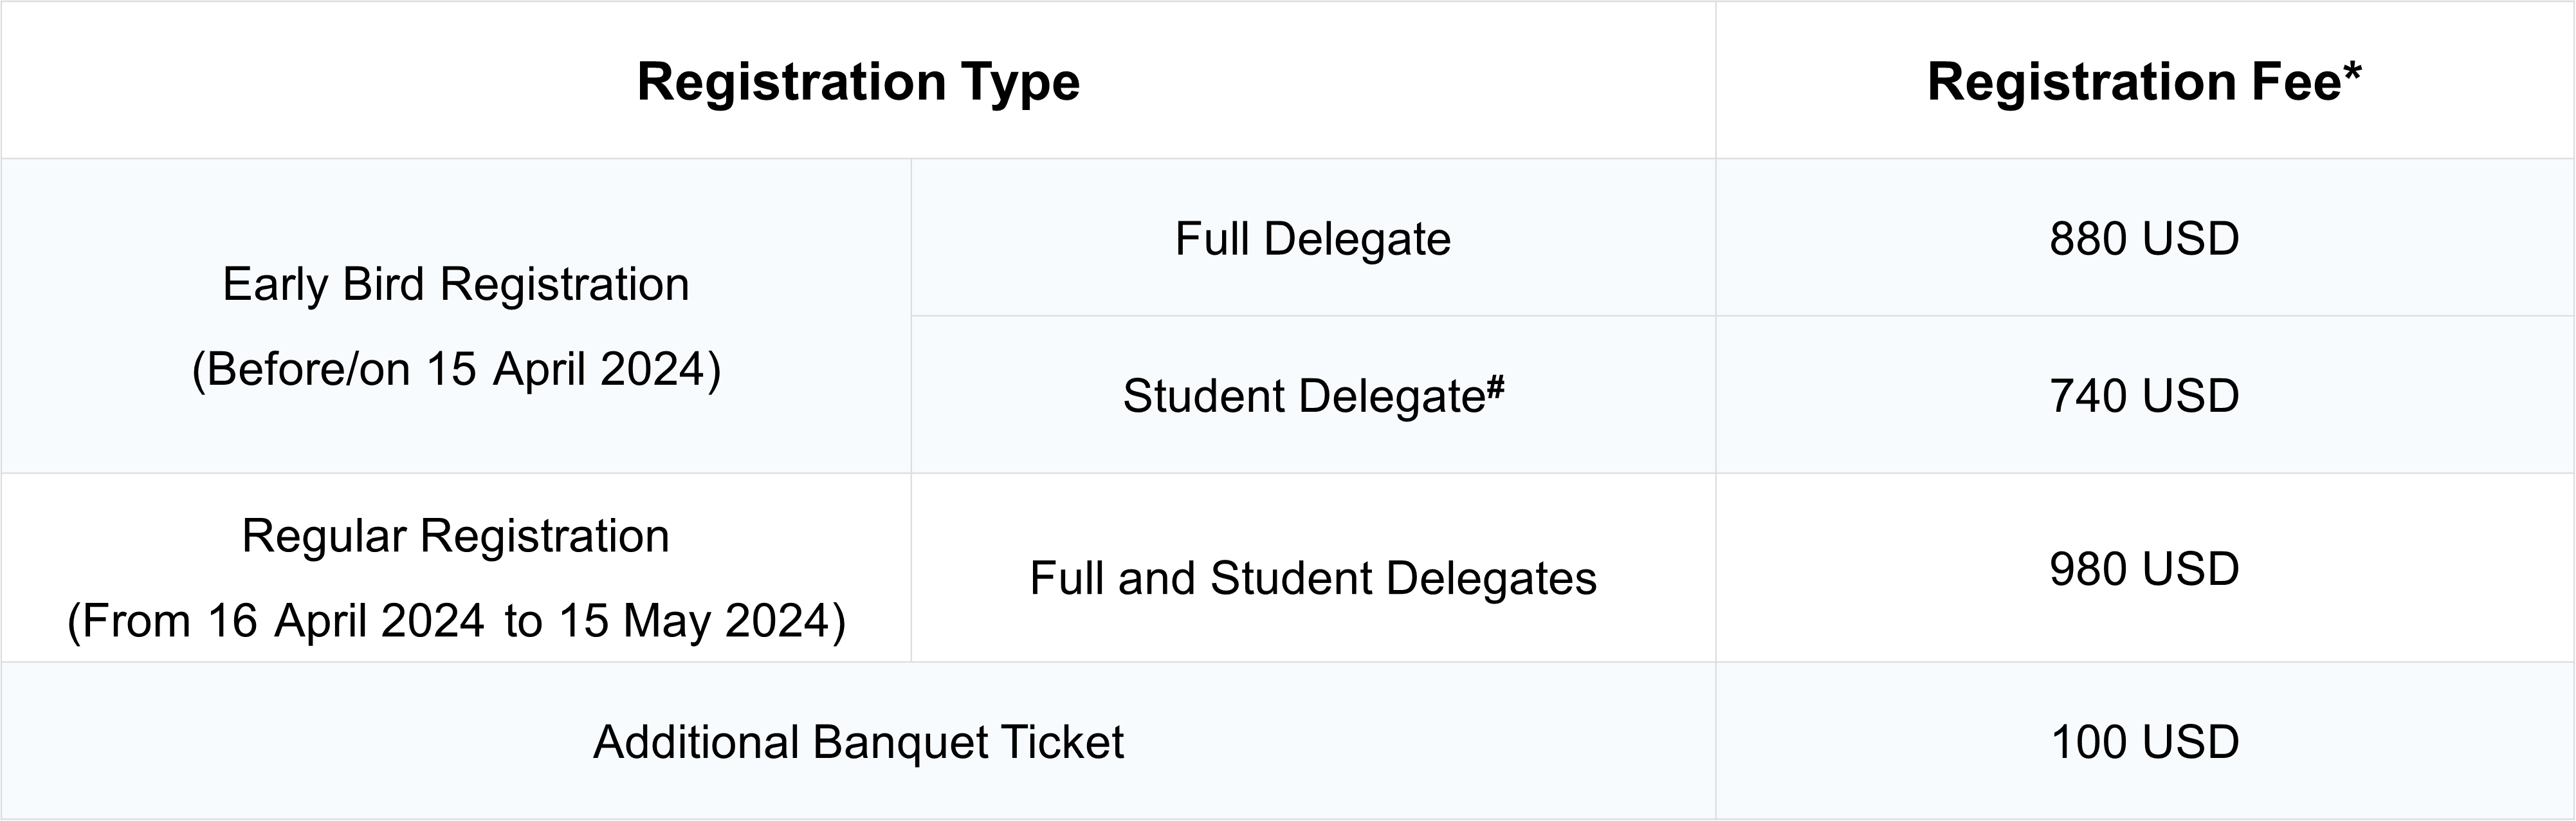 Registration Type
Registration Fee*
Early Bird Registration
(Before/on 15 April 2024)
Full Delegate
880 USD
Student Delegate#
740 USD
Regular Registration
(From 16 April 2024 to 15 May 2024)
Full and Student Delegates
980 USD
Additional Banquet Ticket
100 USD